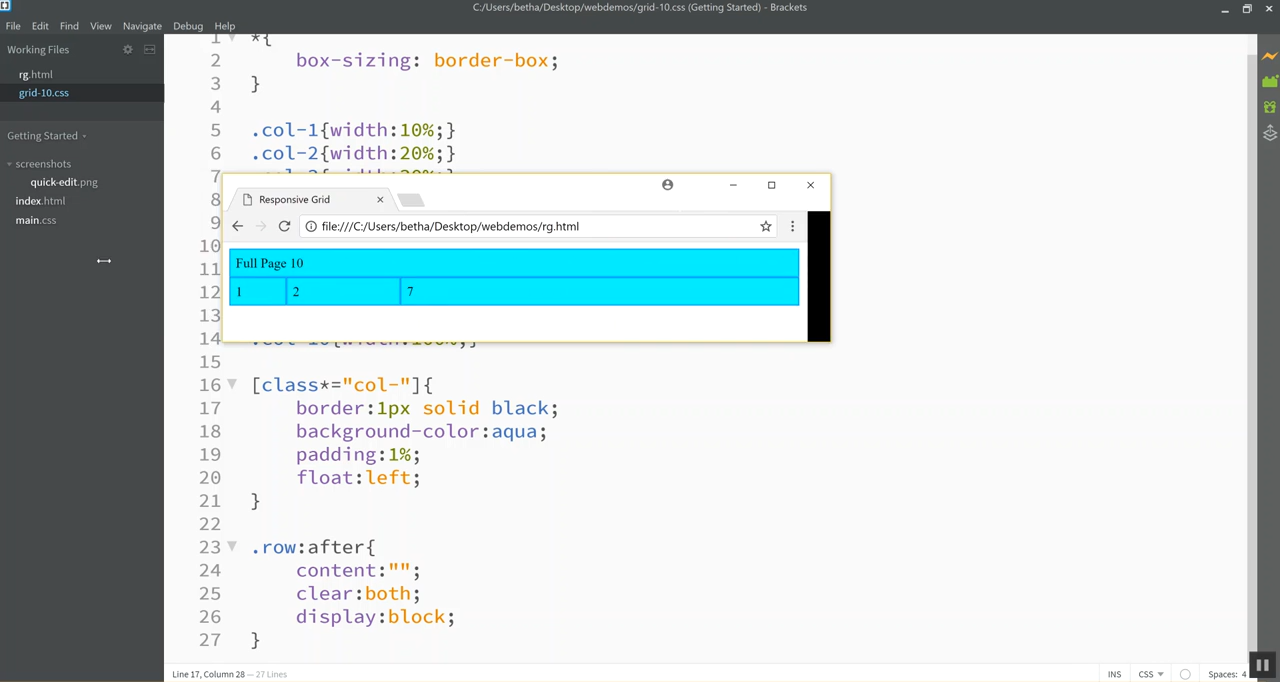 C:/Users/betha/Desktop/webdemos/grid-10.css (Getting Started) - Brackets
File Edit Find View Navigate Debug Help
Working Files
rg.html
grid-10.css
Getting Started
screenshots
quick-edit.png
index.html
main.css
1 *{
2 box-sizing: border-box;
3 }
4
5 .col-1{width:10%;}
6 .col-2{width:20%;}
7
8
9
10
11
12
13
14
15
16 [class*="col-"]{
17 border:1px solid black;
18 background-color:aqua;
19 padding:1%;
20 float:left;
21 }
22
23 .row:after{
24 content:"";
25 clear:both;
26 display:block;
27 }
Responsive Grid
file:///C:/Users/betha/Desktop/webdemos/rg.html
Full Page 10
1 2 7
Line 17, Column 28 — 27 Lines
INS CSS Spaces: 4